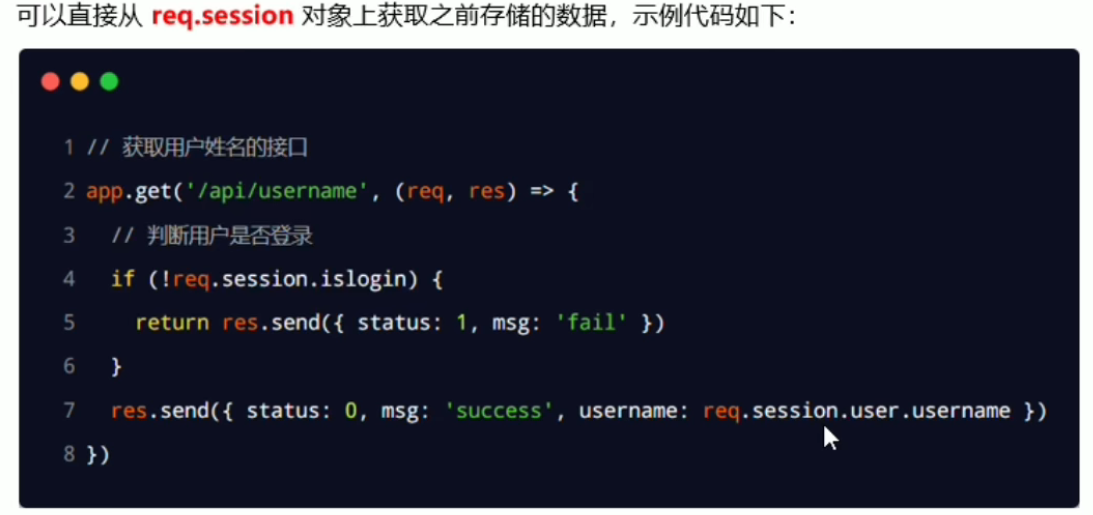 可以直接从 req.session 对象上获取之前存储的数据，示例代码如下：
1 // 获取用户姓名的接口
2 app.get('/api/username', (req, res) => {
3   // 判断用户是否登录
4   if (!req.session.islogin) {
5     return res.send({ status: 1, msg: 'fail' })
6   }
7   res.send({ status: 0, msg: 'success', username: req.session.user.username })
8 })